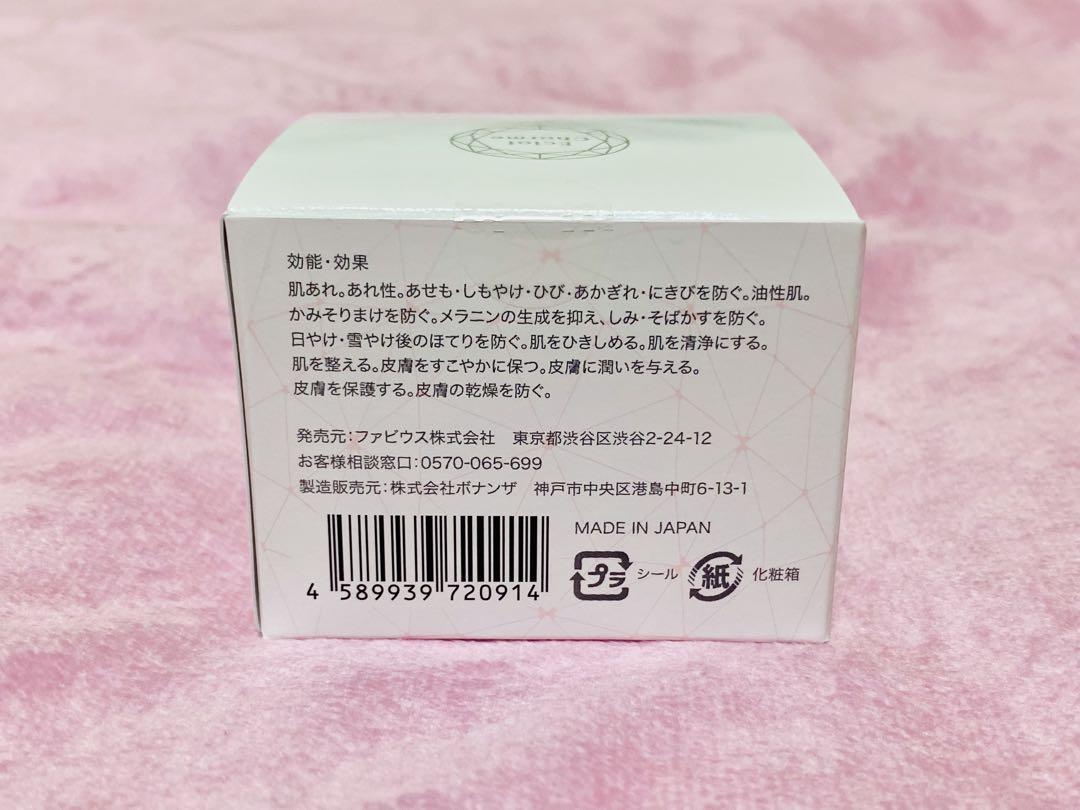 Eclat
Charme
効能・効果
肌あれ。あれ性。あせも・しもやけ・ひび・あかぎれ・にきびを防ぐ。油性肌。
かみそりまけを防ぐ。メラニンの生成を抑え、しみ・そばかすを防ぐ。
日やけ・雪やけ後のほてりを防ぐ。肌をひきしめる。肌を清浄にする。
肌を整える。皮膚をすこやかに保つ。皮膚に潤いを与える。
皮膚を保護する。皮膚の乾燥を防ぐ。
発売元:ファビウス株式会社 東京都渋谷区渋谷2-24-12
お客様相談窓口:0570-065-699
製造販売元:株式会社ボナンザ 神戸市中央区港島中町6-13-1
MADE IN JAPAN
プラ シール 紙 化粧箱
4 589939 720914